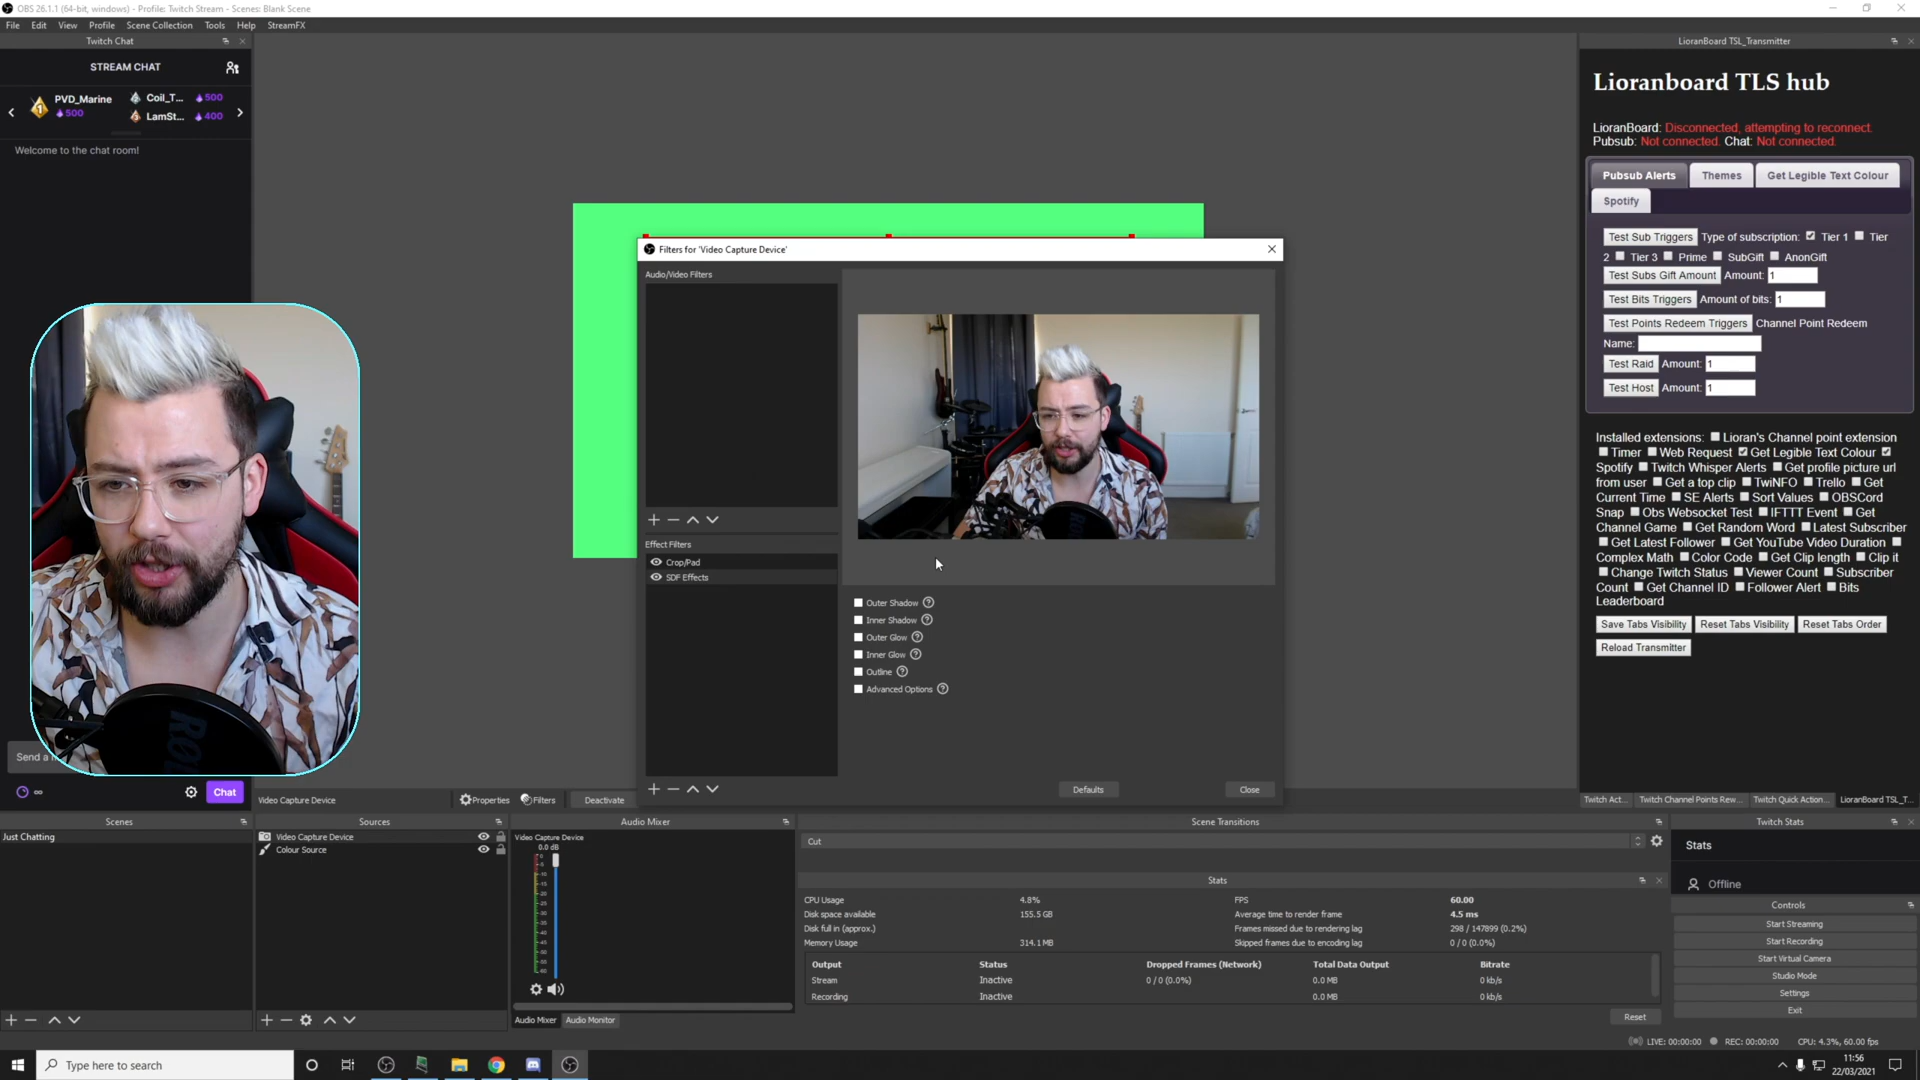 OBS 26.1.1 (64-bit, windows) - Profile: Twitch Stream - Scenes: Blank Scene
File Edit View Profile Scene Collection Tools Help StreamFX
Twitch Chat
STREAM CHAT
PVD_Marine
500
Coil_T... 500
LamSt... 400
Welcome to the chat room!
Chat
Filters for 'Video Capture Device'
Audio/Video Filters
Effect Filters
Crop/Pad
SDF Effects
Outer Shadow ?
Inner Shadow ?
Outer Glow ?
Inner Glow ?
Outline ?
Advanced Options ?
Defaults
Close
LioranBoard TSL_Transmitter
Lioranboard TLS hub
LioranBoard: Disconnected, attempting to reconnect.
Pubsub: Not connected. Chat: Not connected.
Pubsub Alerts Themes Get Legible Text Colour
Spotify
Test Sub Triggers Type of subscription: Tier 1 Tier
2 Tier 3 Prime SubGift AnonGift
Test Subs Gift Amount Amount: 1
Test Bits Triggers Amount of bits: 1
Test Points Redeem Triggers Channel Point Redeem
Name:
Test Raid Amount: 1
Test Host Amount: 1
Installed extensions: Lioran's Channel point extension
Timer Web Request Get Legible Text Colour
Spotify Twitch Whisper Alerts Get profile picture url
from user Get a top clip TwiNFO Trello Get
Current Time SE Alerts Sort Values OBSCord
Snap Obs Websocket Test IFTTT Event Get
Channel Game Get Random Word Latest Subscriber
Get Latest Follower Get YouTube Video Duration
Complex Math Color Code Get Clip length Clip it
Change Twitch Status Viewer Count Subscriber
Count Get Channel ID Follower Alert Bits
Leaderboard
Save Tabs Visibility Reset Tabs Visibility Reset Tabs Order
Reload Transmitter
Twitch Act... Twitch Channel Points Rew... Twitch Quick Action... LioranBoard TSL_T...
Video Capture Device Properties Filters Deactivate
Scenes
Just Chatting
Sources
Video Capture Device
Colour Source
Audio Mixer
Video Capture Device
0.0 dB
Audio Mixer Audio Monitor
Scene Transitions
Cut
Stats
CPU Usage 4.8% FPS 60.00
Disk space available 155.5 GB Average time to render frame 4.5 ms
Disk full in (approx.) Frames missed due to rendering lag 298 / 147899 (0.2%)
Memory Usage 314.1 MB Skipped frames due to encoding lag 0 / 0 (0.0%)
Output Status Dropped Frames (Network) Total Data Output Bitrate
Stream Inactive 0 / 0 (0.0%) 0.0 MB 0 kb/s
Recording Inactive 0.0 MB 0 kb/s
Reset
Twitch Stats
Stats
Offline
Controls
Start Streaming
Start Recording
Start Virtual Camera
Studio Mode
Settings
Exit
LIVE: 00:00:00 REC: 00:00:00 CPU: 4.3%, 60.00 fps
Type here to search
11:56
22/03/2021